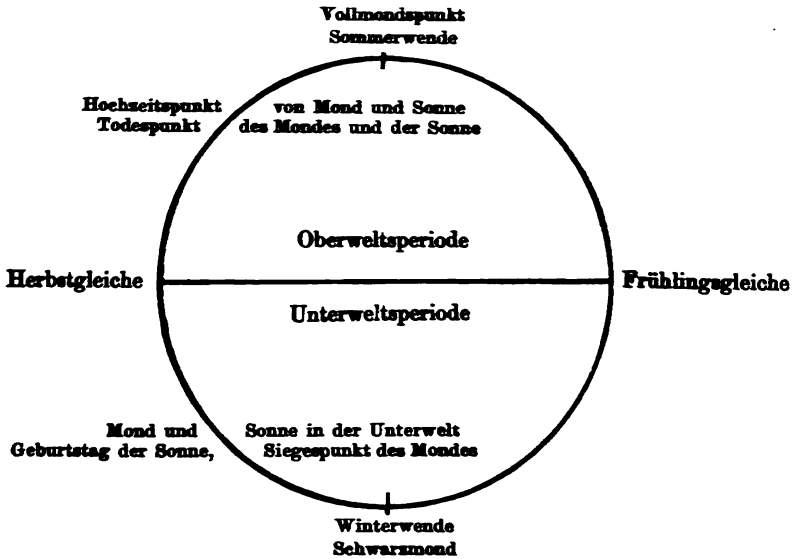 Vollmondspunkt
Sommerwende
Hochzeitspunkt von Mond und Sonne
Todespunkt des Mondes und der Sonne
Oberweltsperiode
Herbstgleiche Frühlingsgleiche
Unterweltsperiode
Mond und Sonne in der Unterwelt
Geburtstag der Sonne, Siegespunkt des Mondes
Winterwende
Schwarzmond